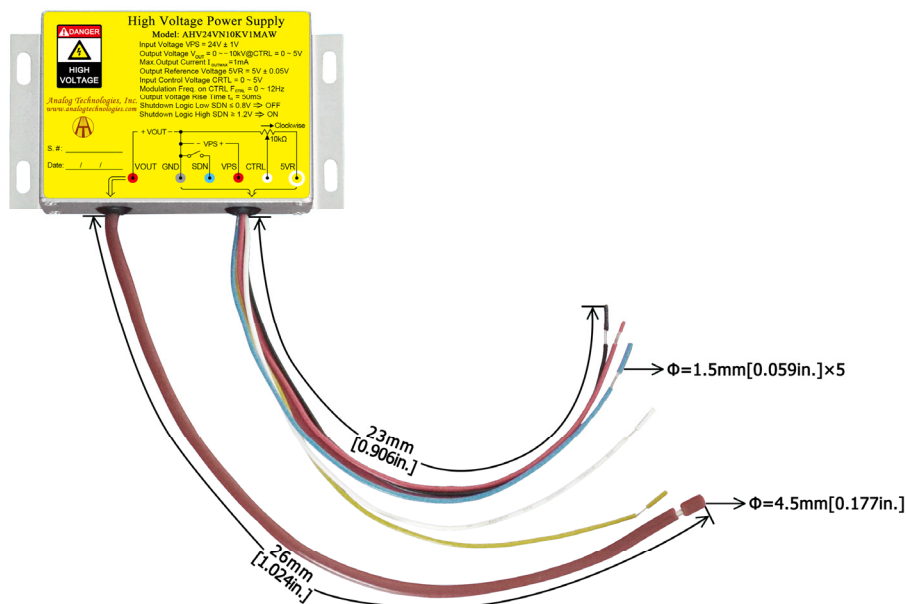 High Voltage Power Supply
Model: AHV24VN10KV1MAW
DANGER
HIGH
VOLTAGE
Input Voltage VPS = 24V ± 1V
Output Voltage VOUT = 0 ~ −10kV@CTRL = 0 ~ 5V
Max.Output Current IOUTMAX = 1mA
Output Reference Voltage 5VR = 5V ± 0.05V
Input Control Voltage CRTL = 0 ~ 5V
Modulation Freq. on CTRL FCTRL = 0 ~ 12Hz
Output Voltage Rise Time tr = 50mS
Shutdown Logic Low SDN ≤ 0.8V ⇒ OFF
Shutdown Logic High SDN ≥ 1.2V ⇒ ON
Analog Technologies, Inc.
www.analogtechnologies.com
AT
S. #:
Date: / /
+ VOUT −
− VPS +
Clockwise
10kΩ
VOUT GND SDN VPS CTRL 5VR
Φ=1.5mm[0.059in.]×5
23mm
[0.906in.]
Φ=4.5mm[0.177in.]
26mm
[1.024in.]